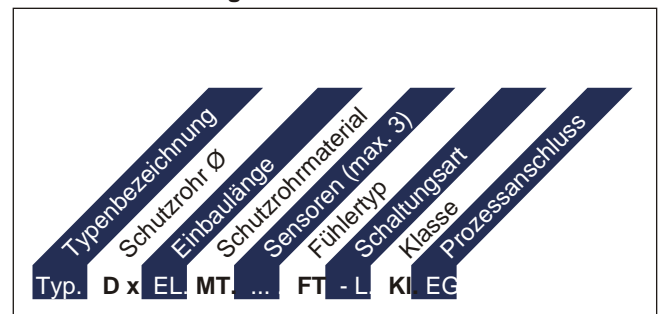 Typenbezeichnung
Schutzrohr Ø
Einbaulänge
Schutzrohrmaterial
Sensoren (max. 3)
Fühlertyp
Schaltungsart
Klasse
Prozessanschluss
Typ. D x EL. MT. ... FT - L. Kl. EG